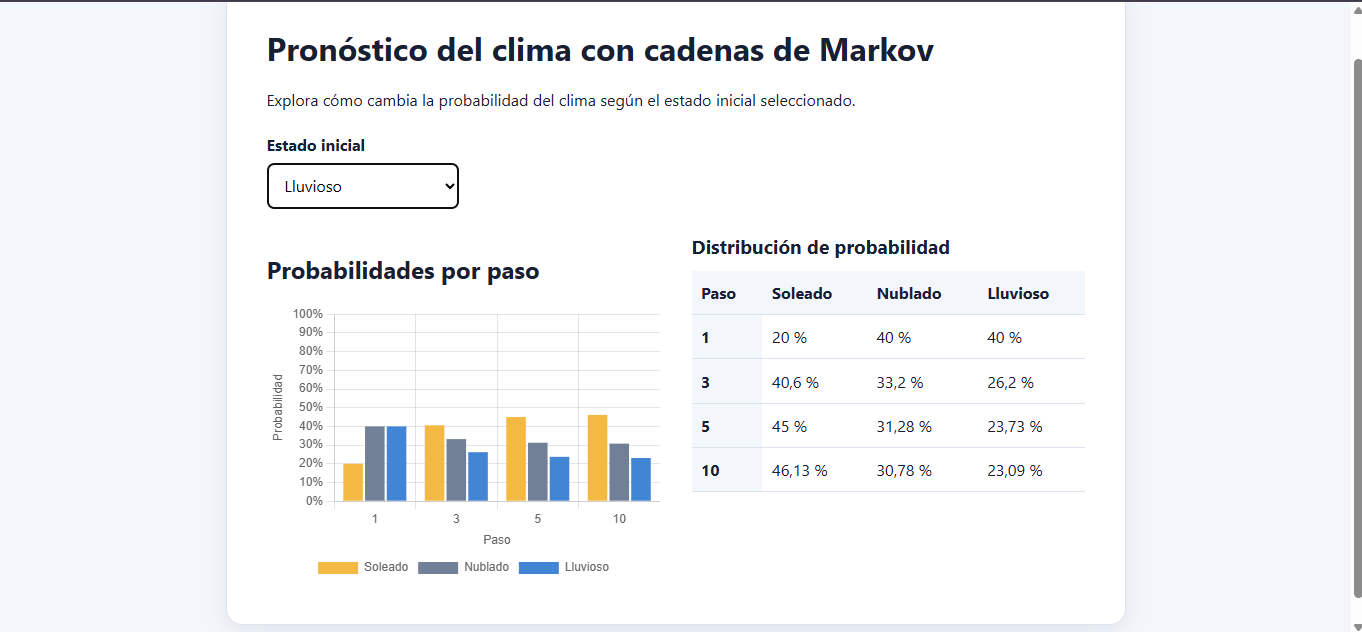 Pronóstico del clima con cadenas de Markov
Explora cómo cambia la probabilidad del clima según el estado inicial seleccionado.
Estado inicial
Lluvioso
Probabilidades por paso
100%
90%
80%
70%
60%
50%
40%
30%
20%
10%
0%
Probabilidad
1 3 5 10
Paso
Soleado Nublado Lluvioso
Distribución de probabilidad
Paso Soleado Nublado Lluvioso
1 20 % 40 % 40 %
3 40,6 % 33,2 % 26,2 %
5 45 % 31,28 % 23,73 %
10 46,13 % 30,78 % 23,09 %